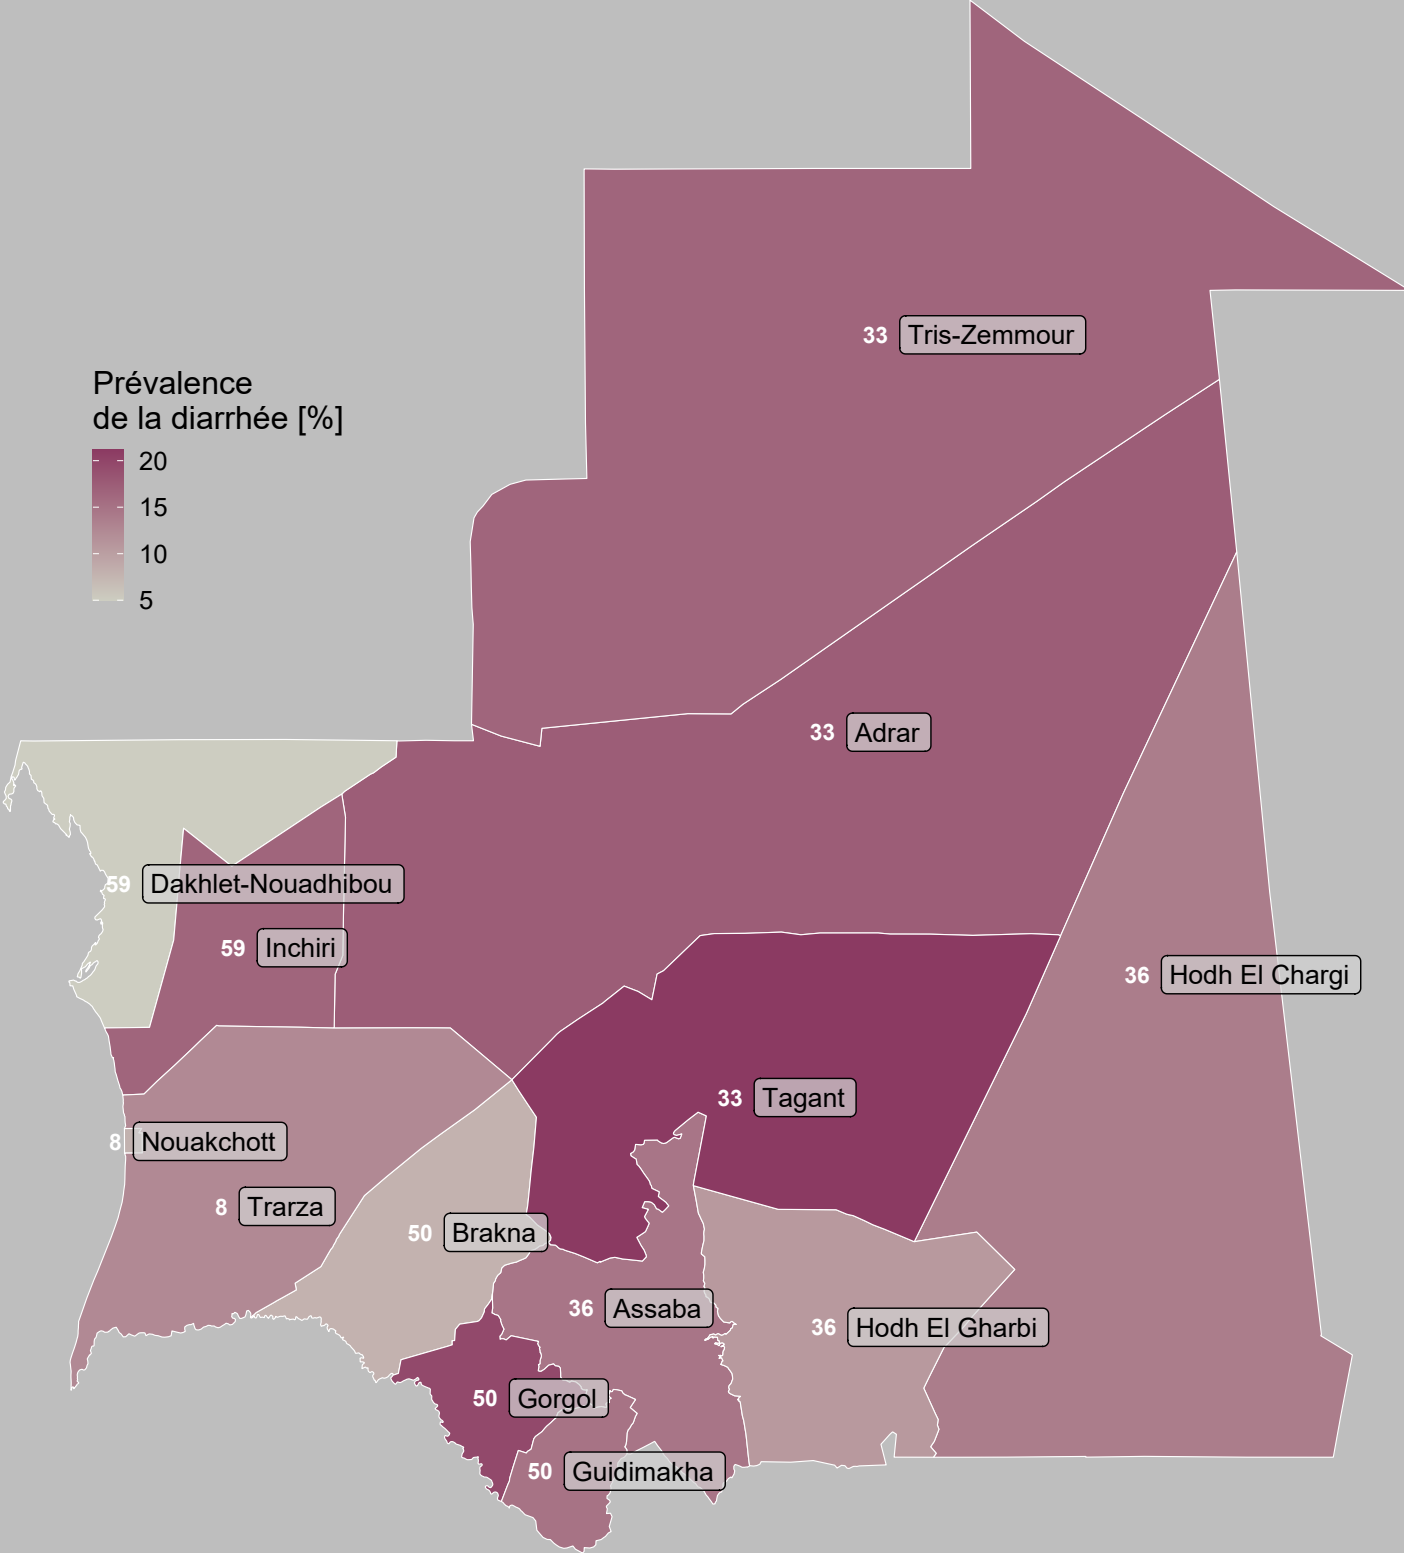 33 Tris-Zemmour
Prévalence
de la diarrhée [%]
20
15
10
5
33 Adrar
59 Dakhlet-Nouadhibou
59 Inchiri
36 Hodh El Chargi
33 Tagant
8 Nouakchott
8 Trarza
50 Brakna
36 Assaba
36 Hodh El Gharbi
50 Gorgol
50 Guidimakha